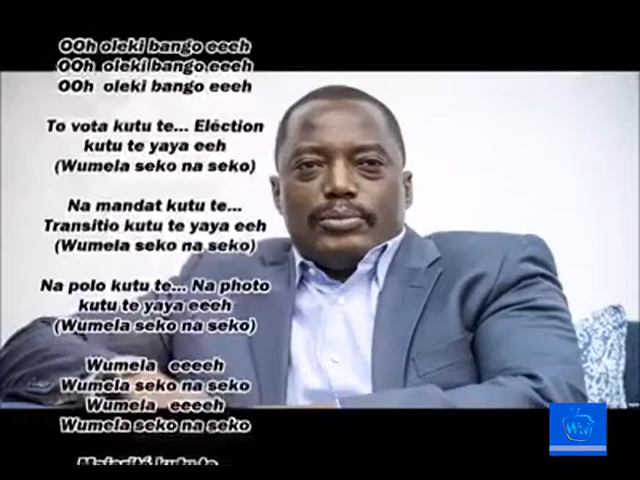 OOh oleki bango eeeh
OOh oleki bango eeeh
OOh oleki bango eeeh
To vota kutu te... Eléction
kutu te yaya eeh
(Wumela seko na seko)
Na mandat kutu te...
Transitio kutu te yaya eeh
(Wumela seko na seko)
Na polo kutu te... Na photo
kutu te yaya eeeh
(Wumela seko na seko)
Wumela eeeeh
Wumela seko na seko
Wumela eeeeh
Wumela seko na seko
Majorité kutu te